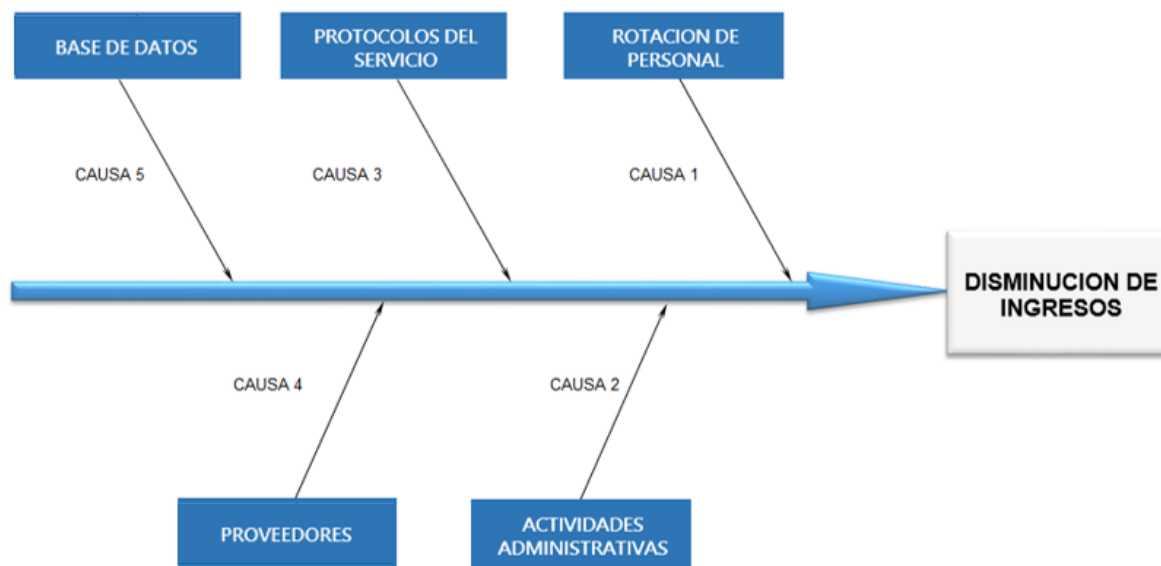 BASE DE DATOS
PROTOCOLOS DEL
SERVICIO
ROTACION DE
PERSONAL
CAUSA 5
CAUSA 3
CAUSA 1
DISMINUCION DE
INGRESOS
CAUSA 4
CAUSA 2
PROVEEDORES
ACTIVIDADES
ADMINISTRATIVAS